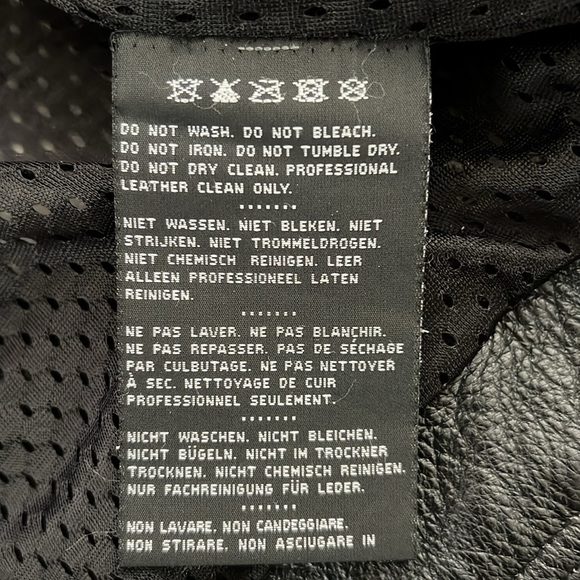 DO NOT WASH. DO NOT BLEACH.
DO NOT IRON. DO NOT TUMBLE DRY.
DO NOT DRY CLEAN. PROFESSIONAL
LEATHER CLEAN ONLY.
NIET WASSEN. NIET BLEKEN. NIET
STRIJKEN. NIET TROMMELDROGEN.
NIET CHEMISCH REINIGEN. LEER
ALLEEN PROFESSIONEEL LATEN
REINIGEN.
NE PAS LAVER. NE PAS BLANCHIR.
NE PAS REPASSER. PAS DE SÉCHAGE
PAR CULBUTAGE. NE PAS NETTOYER
À SEC. NETTOYAGE DE CUIR
PROFESSIONNEL SEULEMENT.
NICHT WASCHEN. NICHT BLEICHEN.
NICHT BÜGELN. NICHT IM TROCKNER
TROCKNEN. NICHT CHEMISCH REINIGEN.
NUR FACHREINIGUNG FÜR LEDER.
NON LAVARE. NON CANDEGGIARE.
NON STIRARE. NON ASCIUGARE IN